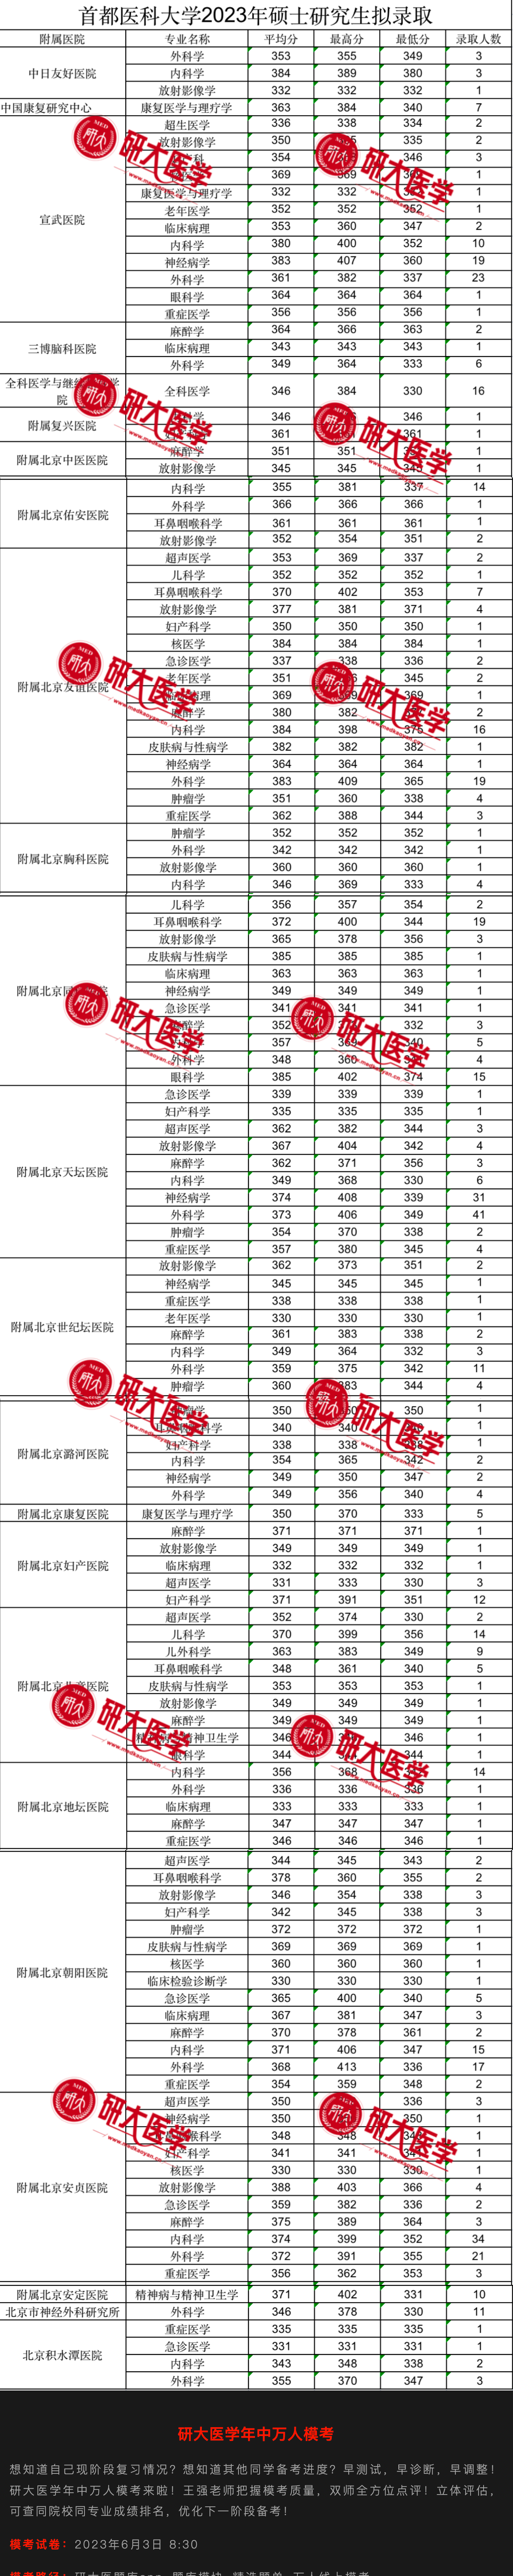 首都医科大学2023年硕士研究生拟录取
附属医院 专业名称 平均分 最高分 最低分 录取人数
中日友好医院 外科学 353 355 349 3
内科学 384 389 380 3
放射影像学 332 332 332 1
中国康复研究中心 康复医学与理疗学 363 384 340 7
宣武医院 超生医学 336 338 334 2
放射影像学 350 335 2
354 346 3
369 369 1
康复医学与理疗学 332 332 1
老年医学 352 352 352 1
临床病理 353 360 347 2
内科学 380 400 352 10
神经病学 383 407 360 19
外科学 361 382 337 23
眼科学 364 364 364 1
重症医学 356 356 356 1
三博脑科医院 麻醉学 364 366 363 2
临床病理 343 343 343 1
外科学 349 364 333 6
全科医学与继续 学院 全科医学 346 384 330 16
附属复兴医院 346 346 1
361 361 1
附属北京中医医院 麻醉学 351 351 1
放射影像学 345 345 345 1
附属北京佑安医院 内科学 355 381 337 14
外科学 366 366 366 1
耳鼻咽喉科学 361 361 361 1
放射影像学 352 354 351 2
附属北京友谊医院 超声医学 353 369 337 2
儿科学 352 352 352 1
耳鼻咽喉科学 370 402 353 7
放射影像学 377 381 371 4
妇产科学 350 350 350 1
核医学 384 384 384 1
急诊医学 337 338 336 2
老年医学 351 345 2
临床病理 369 369 369 1
麻醉学 380 382 2
内科学 384 398 375 16
皮肤病与性病学 382 382 382 1
神经病学 364 364 364 1
外科学 383 409 365 19
肿瘤学 351 360 338 4
重症医学 362 388 344 3
附属北京胸科医院 肿瘤学 352 352 352 1
外科学 342 342 342 1
放射影像学 360 360 360 1
内科学 346 369 333 4
附属北京同 院 儿科学 356 357 354 2
耳鼻咽喉科学 372 400 344 19
放射影像学 365 378 356 3
皮肤病与性病学 385 385 385 1
临床病理 363 363 363 1
神经病学 349 349 349 1
急诊医学 341 341 341 1
麻醉学 352 332 3
内科学 357 369 340 5
外科学 348 360 4
眼科学 385 402 374 15
附属北京天坛医院 急诊医学 339 339 339 1
妇产科学 335 335 335 1
超声医学 362 382 344 3
放射影像学 367 404 342 4
麻醉学 362 371 356 3
内科学 349 368 330 6
神经病学 374 408 339 31
外科学 373 406 349 41
肿瘤学 354 370 338 2
重症医学 357 380 345 4
附属北京世纪坛医院 放射影像学 362 373 351 2
神经病学 345 345 345 1
重症医学 338 338 338 1
老年医学 330 330 330 1
麻醉学 361 383 338 2
内科学 349 364 332 3
外科学 359 375 342 11
肿瘤学 360 383 344 4
附属北京潞河医院 350 350 350 1
耳鼻咽喉科学 340 340 1
妇产科学 338 338 338 1
内科学 354 365 342 2
神经病学 349 350 347 2
外科学 349 356 340 4
附属北京康复医院 康复医学与理疗学 350 370 333 5
附属北京妇产医院 麻醉学 371 371 371 1
放射影像学 349 349 349 1
临床病理 332 332 332 1
超声医学 331 333 330 3
妇产科学 371 391 351 12
附属北京儿童医院 超声医学 352 374 330 2
儿科学 370 399 356 14
儿外科学 363 383 349 9
耳鼻咽喉科学 348 361 340 5
皮肤病与性病学 353 353 353 1
放射影像学 349 349 349 1
麻醉学 349 349 349 1
精神病与精神卫生学 346 346 1
眼科学 344 344 1
附属北京地坛医院 内科学 356 368 14
外科学 336 336 336 1
临床病理 333 333 333 1
麻醉学 347 347 347 1
重症医学 346 346 346 1
附属北京朝阳医院 超声医学 344 345 343 2
耳鼻咽喉科学 378 360 355 2
放射影像学 346 354 338 3
妇产科学 342 345 338 3
肿瘤学 372 372 372 1
皮肤病与性病学 369 369 369 1
核医学 360 360 360 1
临床检验诊断学 330 330 330 1
急诊医学 365 400 340 5
临床病理 367 381 347 3
麻醉学 370 378 361 2
内科学 371 406 347 15
外科学 368 413 336 17
重症医学 354 359 348 2
附属北京安贞医院 超声医学 350 336 3
神经病学 350 350 1
耳鼻咽喉科学 348 348 1
妇产科学 341 341 1
核医学 330 330 330 1
放射影像学 388 403 366 4
急诊医学 359 382 336 2
麻醉学 375 389 364 3
内科学 374 399 352 34
外科学 372 391 355 21
重症医学 356 362 353 3
附属北京安定医院 精神病与精神卫生学 371 402 331 10
北京市神经外科研究所 外科学 346 378 330 11
北京积水潭医院 重症医学 335 335 335 1
急诊医学 331 331 331 1
内科学 343 348 338 2
外科学 355 370 347 3
研大医学年中万人模考
想知道自己现阶段复习情况？想知道其他同学备考进度？早测试，早诊断，早调整！
研大医学年中万人模考来啦！王强老师把握模考质量，双师全方位点评！立体评估，
可查同院校同专业成绩排名，优化下一阶段备考！
模考试卷：2023年6月3日 8:30